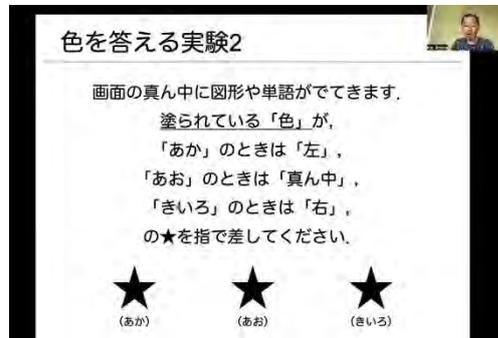 色を答える実験2
画面の真ん中に図形や単語がでてきます.
塗られている「色」が,
「あか」のときは「左」,
「あお」のときは「真ん中」,
「きいろ」のときは「右」,
の★を指で差してください.
★ ★ ★
(あか) (あお) (きいろ)